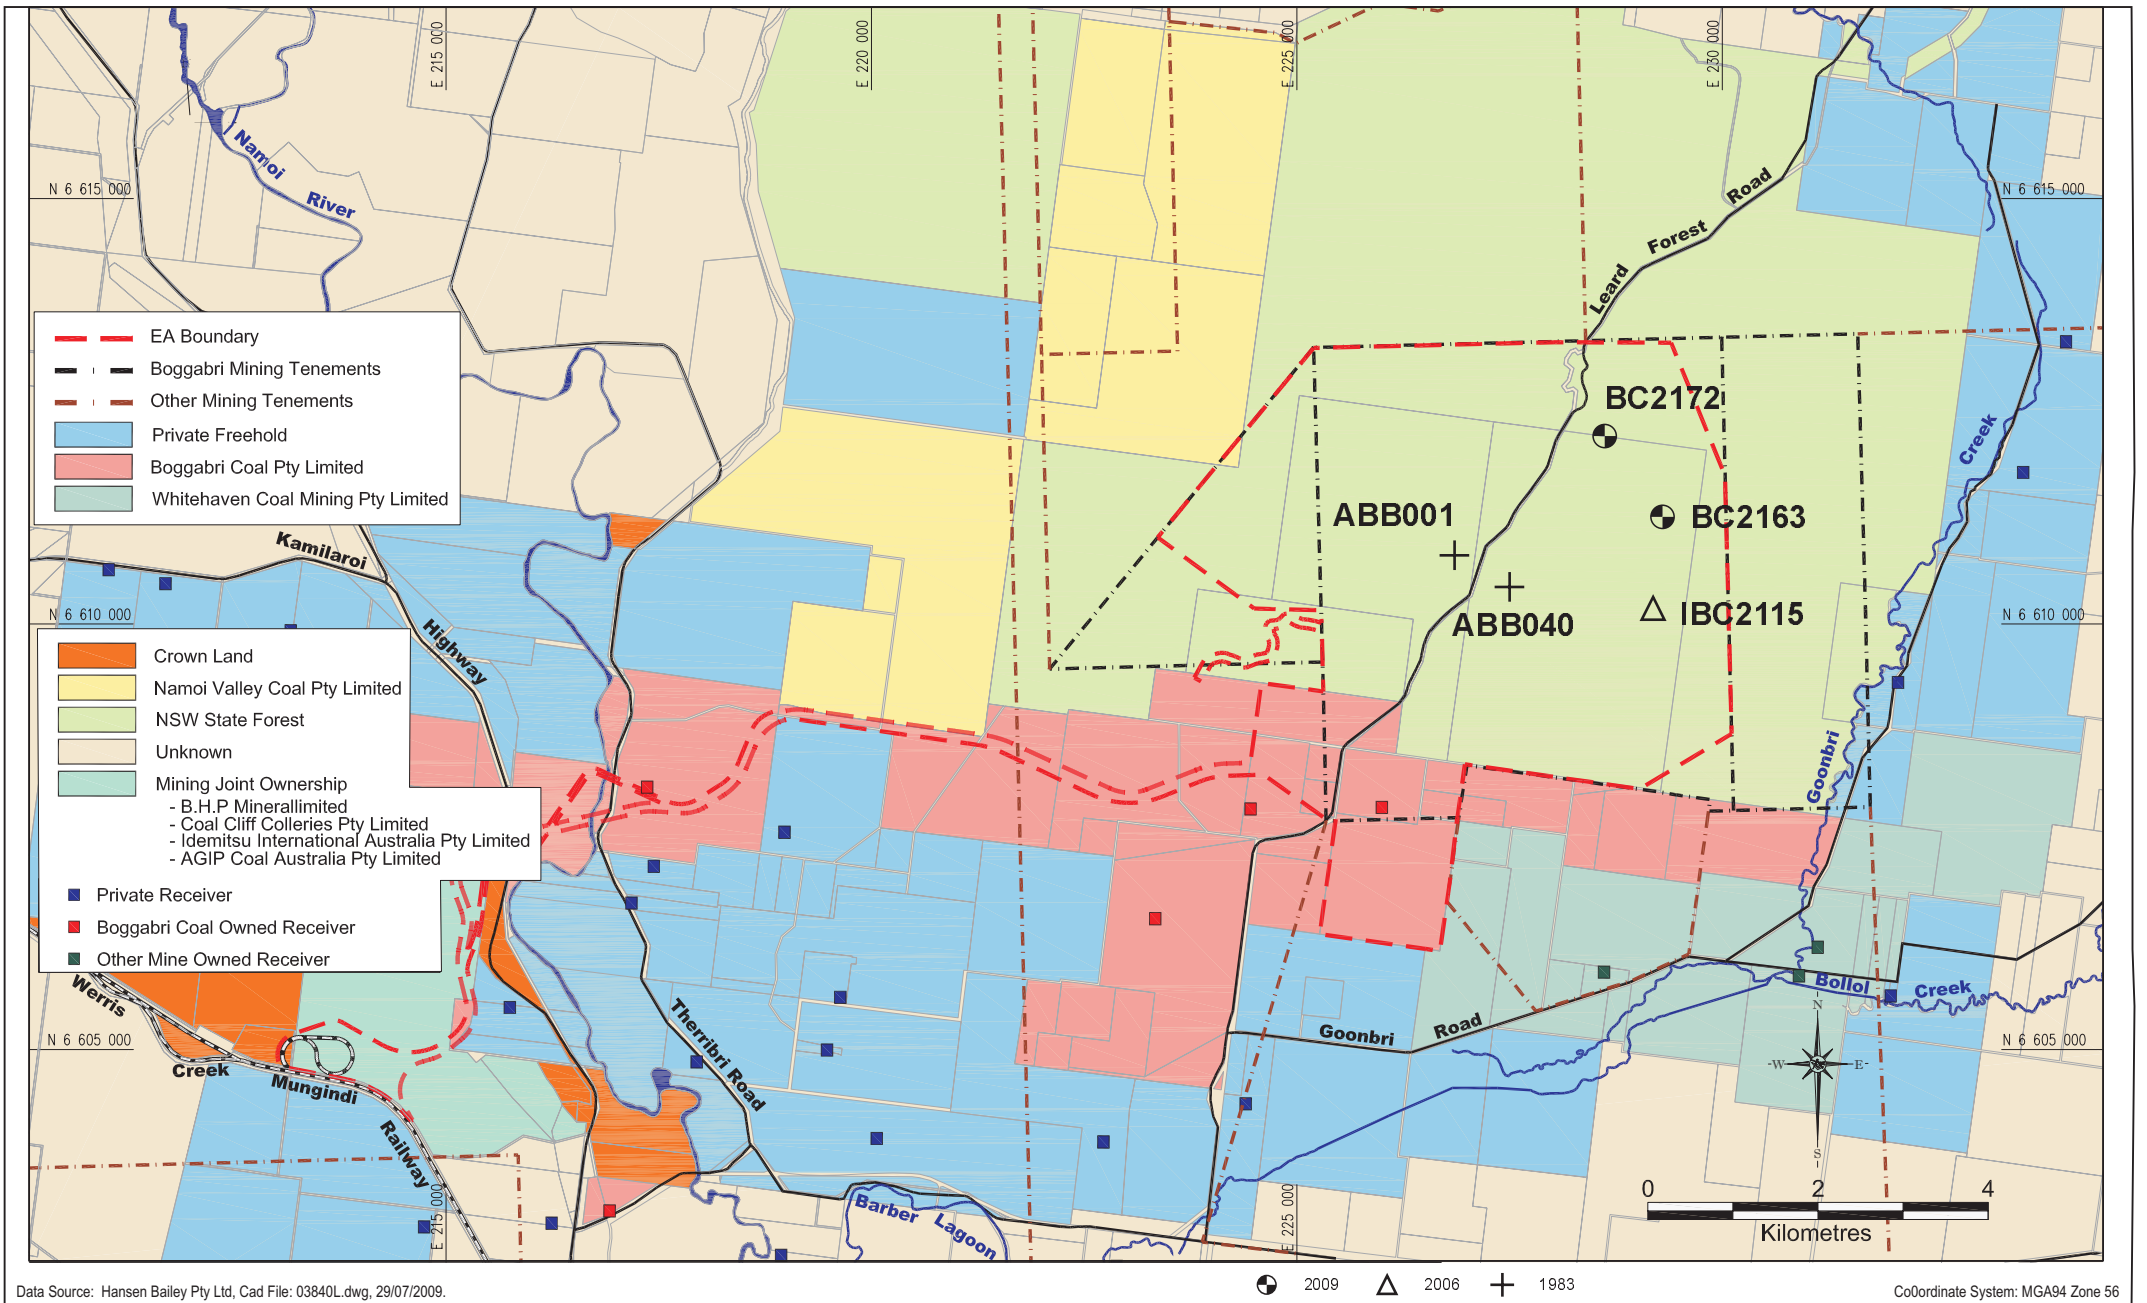 E 215 000
E 220 000
E 225 000
E 230 000
Namoi River
N 6 615 000
N 6 615 000
Leard Forest Road
EA Boundary
Boggabri Mining Tenements
Other Mining Tenements
Private Freehold
Boggabri Coal Pty Limited
Whitehaven Coal Mining Pty Limited
BC2172
Creek
ABB001
BC2163
Kamilaroi
Highway
N 6 610 000
N 6 610 000
ABB040
IBC2115
Crown Land
Namoi Valley Coal Pty Limited
NSW State Forest
Unknown
Mining Joint Ownership
- B.H.P Minerallimited
- Coal Cliff Colleries Pty Limited
- Idemitsu International Australia Pty Limited
- AGIP Coal Australia Pty Limited
Private Receiver
Boggabri Coal Owned Receiver
Other Mine Owned Receiver
Goonbri
Bollol Creek
Werris
Creek
Mungindi
Railway
Therribri Road
Goonbri Road
N 6 605 000
N 6 605 000
N
W
E
S
0 2 4
Kilometres
E 215 000
E 225 000
Barber Lagoon
Data Source: Hansen Bailey Pty Ltd, Cad File: 03840L.dwg, 29/07/2009.
2009 2006 1983
Co0ordinate System: MGA94 Zone 56